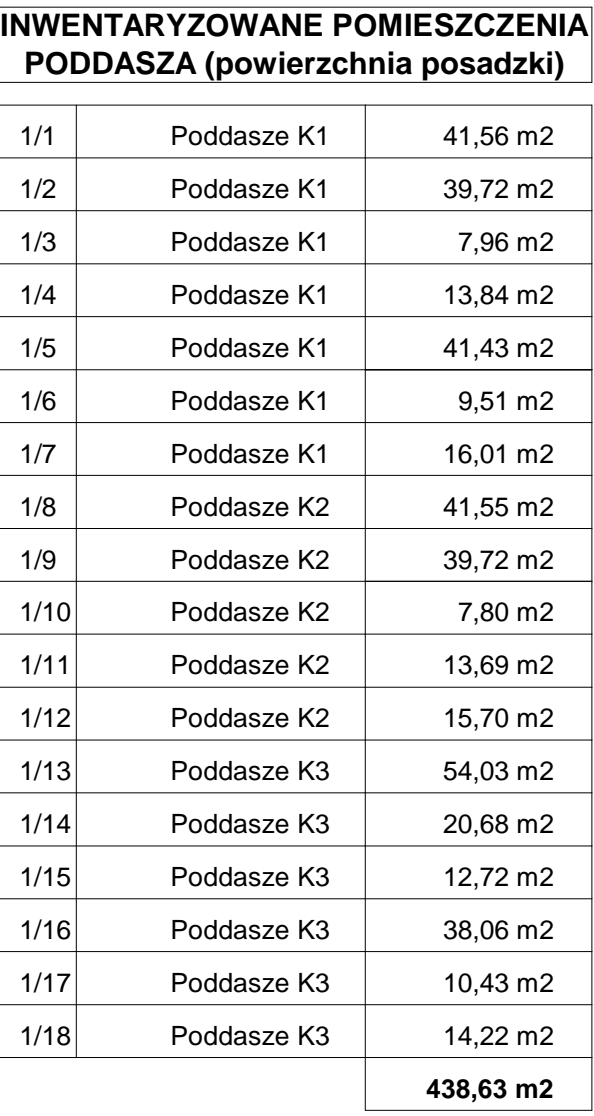 INWENTARYZOWANE POMIESZCZENIA
PODDASZA (powierzchnia posadzki)
1/1 Poddasze K1 41,56 m2
1/2 Poddasze K1 39,72 m2
1/3 Poddasze K1 7,96 m2
1/4 Poddasze K1 13,84 m2
1/5 Poddasze K1 41,43 m2
1/6 Poddasze K1 9,51 m2
1/7 Poddasze K1 16,01 m2
1/8 Poddasze K2 41,55 m2
1/9 Poddasze K2 39,72 m2
1/10 Poddasze K2 7,80 m2
1/11 Poddasze K2 13,69 m2
1/12 Poddasze K2 15,70 m2
1/13 Poddasze K3 54,03 m2
1/14 Poddasze K3 20,68 m2
1/15 Poddasze K3 12,72 m2
1/16 Poddasze K3 38,06 m2
1/17 Poddasze K3 10,43 m2
1/18 Poddasze K3 14,22 m2
438,63 m2